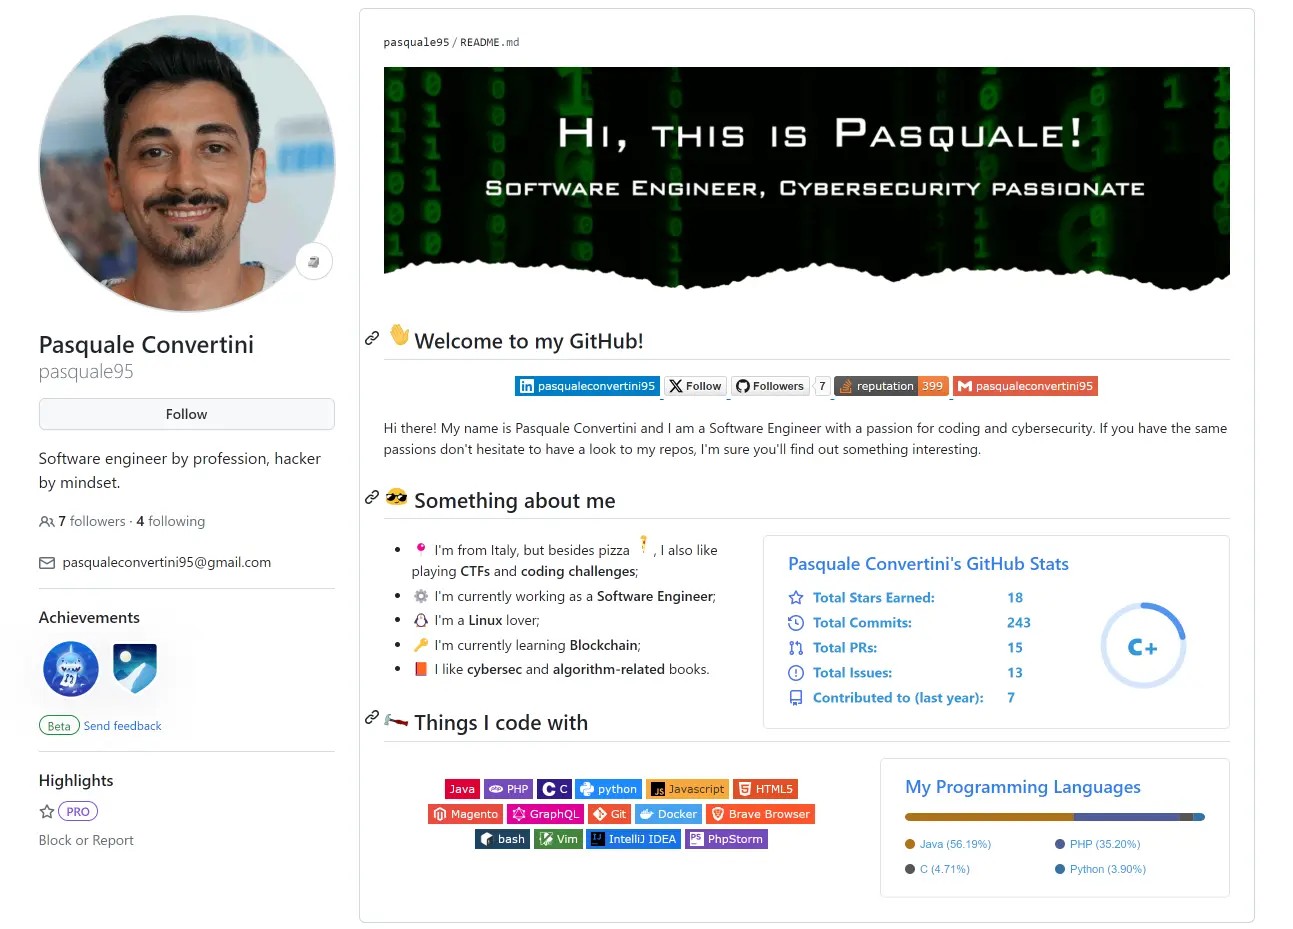 Pasquale Convertini
pasquale95
Follow
Software engineer by profession, hacker
by mindset.
7 followers · 4 following
pasqualeconvertini95@gmail.com
Achievements
Beta Send feedback
Highlights
PRO
Block or Report
pasquale95/README.md
Hi, this is Pasquale!
Software Engineer, Cybersecurity passionate
Welcome to my GitHub!
in pasqualeconvertini95 X Follow Followers 7 reputation 399 pasqualeconvertini95
Hi there! My name is Pasquale Convertini and I am a Software Engineer with a passion for coding and cybersecurity. If you have the same
passions don't hesitate to have a look to my repos, I'm sure you'll find out something interesting.
Something about me
I'm from Italy, but besides pizza , I also like
playing CTFs and coding challenges;
I'm currently working as a Software Engineer;
I'm a Linux lover;
I'm currently learning Blockchain;
I like cybersec and algorithm-related books.
Pasquale Convertini's GitHub Stats
Total Stars Earned: 18
Total Commits: 243
Total PRs: 15
Total Issues: 13
Contributed to (last year): 7
C+
Things I code with
Java PHP C python JS Javascript HTML5
Magento GraphQL Git Docker Brave Browser
bash Vim IJ IntelliJ IDEA PS PhpStorm
My Programming Languages
Java (56.19%) PHP (35.20%)
C (4.71%) Python (3.90%)